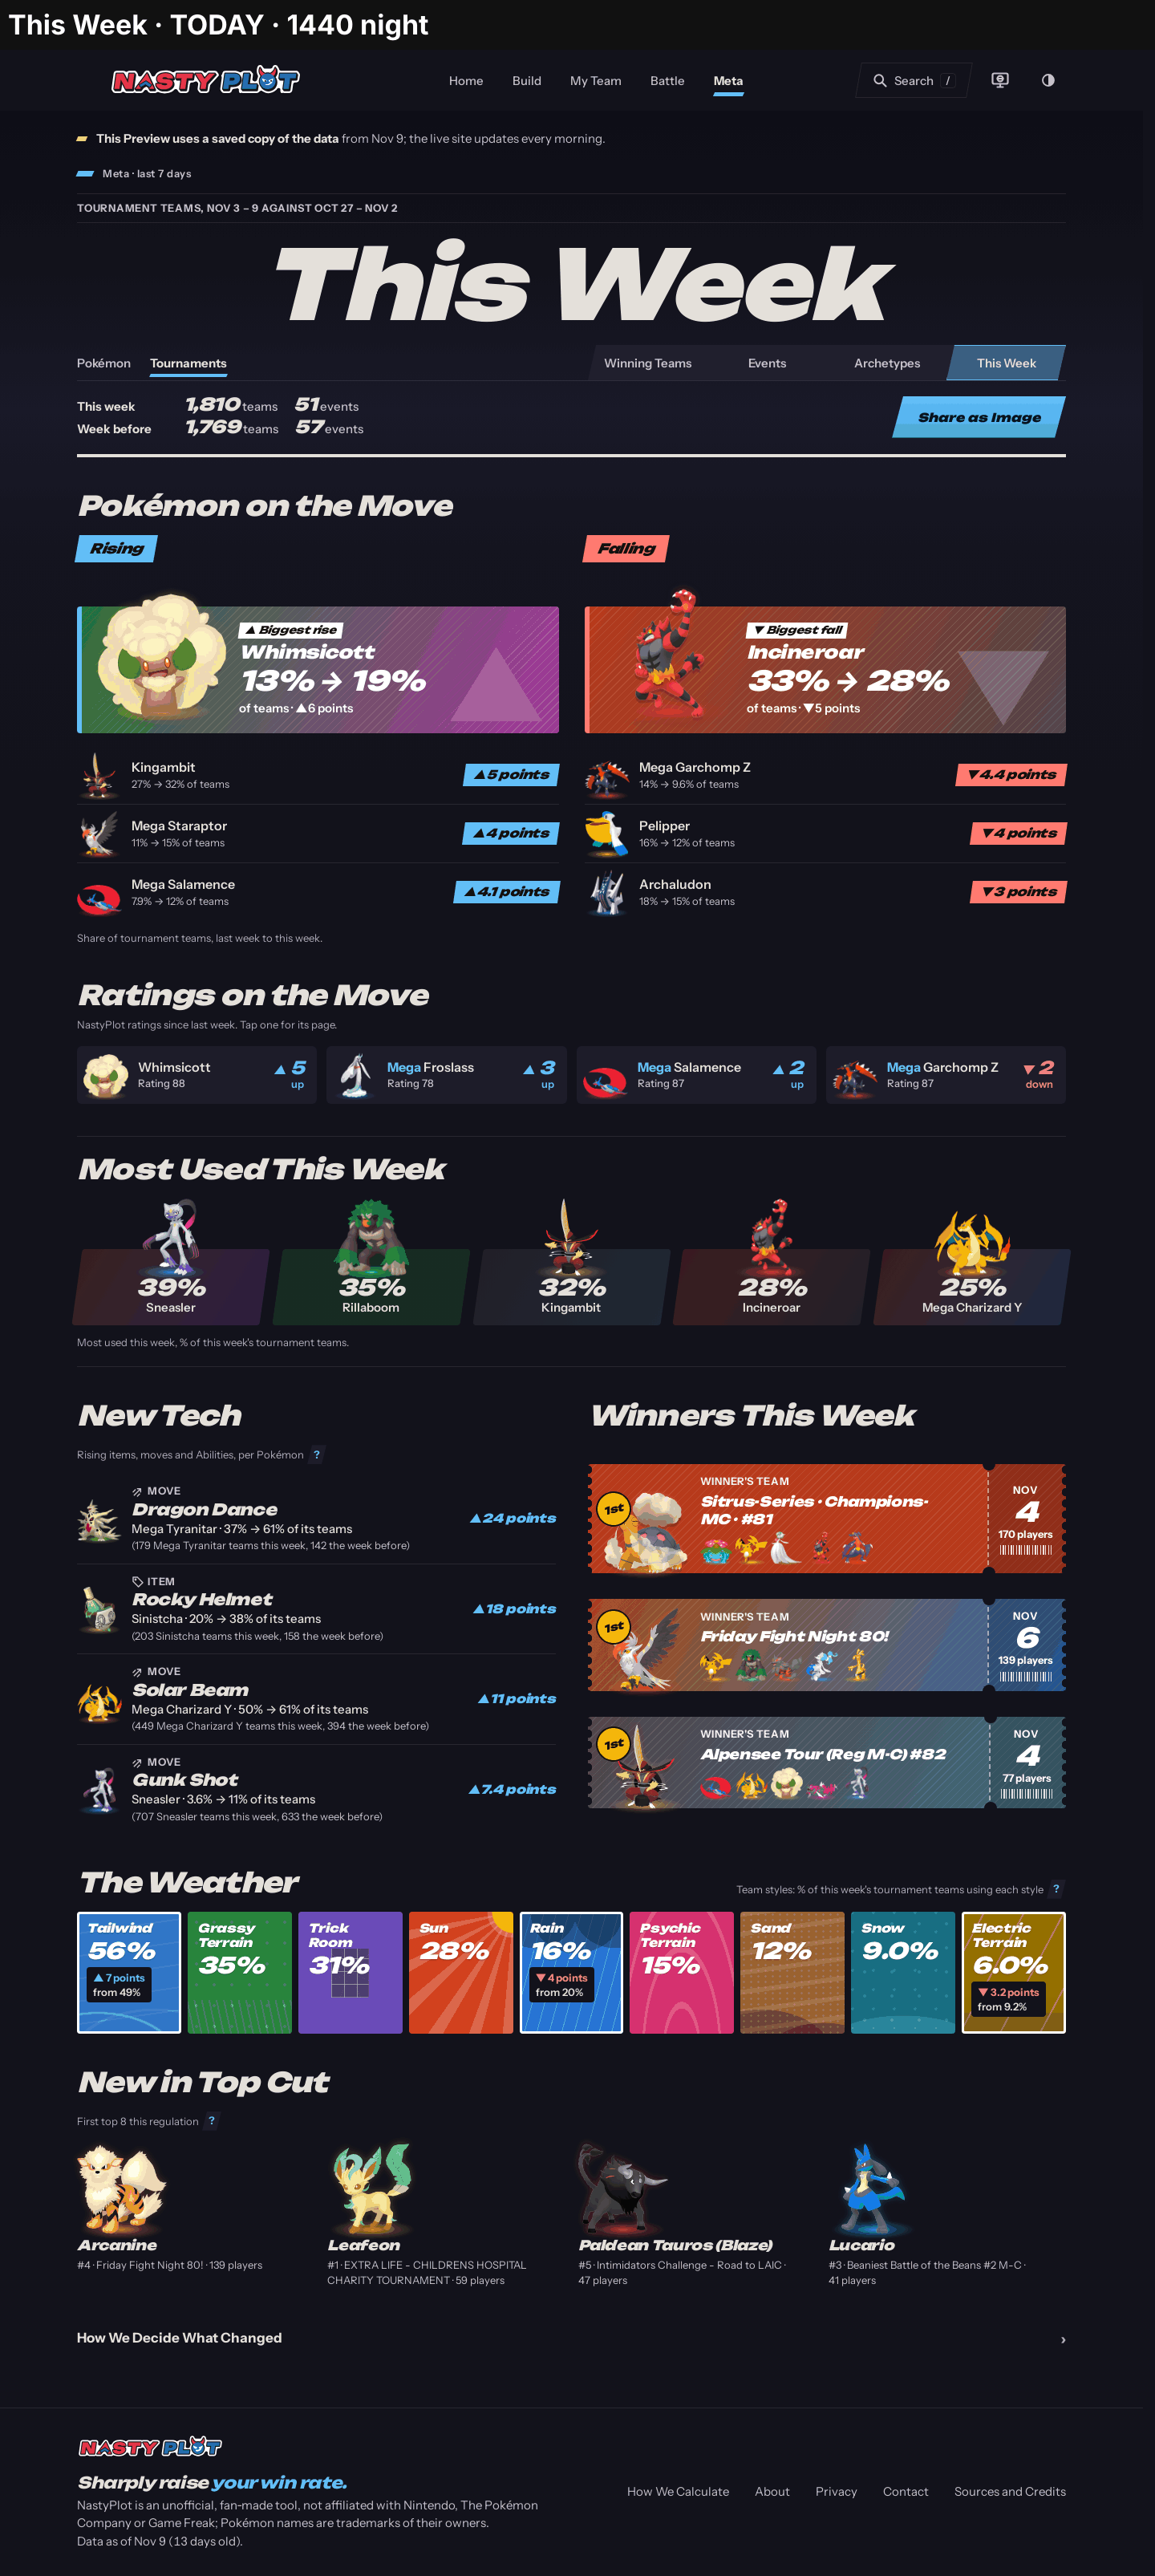 This Week · TODAY · 1440 night
NASTY PLOT
Home Build My Team Battle Meta
Search /
This Preview uses a saved copy of the data from Nov 9; the live site updates every morning.
Meta · last 7 days
TOURNAMENT TEAMS, NOV 3 – 9 AGAINST OCT 27 – NOV 2
This Week
Pokémon Tournaments
Winning Teams Events Archetypes This Week
This week 1,810 teams 51 events
Week before 1,769 teams 57 events
Share as Image
Pokémon on the Move
Rising
▲ Biggest rise
Whimsicott
13% → 19%
of teams · ▲6 points
Kingambit
27% → 32% of teams
▲5 points
Mega Staraptor
11% → 15% of teams
▲4 points
Mega Salamence
7.9% → 12% of teams
▲4.1 points
Share of tournament teams, last week to this week.
Falling
▼ Biggest fall
Incineroar
33% → 28%
of teams · ▼5 points
Mega Garchomp Z
14% → 9.6% of teams
▼4.4 points
Pelipper
16% → 12% of teams
▼4 points
Archaludon
18% → 15% of teams
▼3 points
Ratings on the Move
NastyPlot ratings since last week. Tap one for its page.
Whimsicott
Rating 88
▲ 5
up
Mega Froslass
Rating 78
▲ 3
up
Mega Salamence
Rating 87
▲ 2
up
Mega Garchomp Z
Rating 87
▼ 2
down
Most Used This Week
39%
Sneasler
35%
Rillaboom
32%
Kingambit
28%
Incineroar
25%
Mega Charizard Y
Most used this week, % of this week's tournament teams.
New Tech
Rising items, moves and Abilities, per Pokémon ?
MOVE
Dragon Dance
Mega Tyranitar · 37% → 61% of its teams
(179 Mega Tyranitar teams this week, 142 the week before)
▲24 points
ITEM
Rocky Helmet
Sinistcha · 20% → 38% of its teams
(203 Sinistcha teams this week, 158 the week before)
▲18 points
MOVE
Solar Beam
Mega Charizard Y · 50% → 61% of its teams
(449 Mega Charizard Y teams this week, 394 the week before)
▲11 points
MOVE
Gunk Shot
Sneasler · 3.6% → 11% of its teams
(707 Sneasler teams this week, 633 the week before)
▲7.4 points
Winners This Week
1st
WINNER'S TEAM
Sitrus-Series · Champions-
MC · #81
NOV
4
170 players
1st
WINNER'S TEAM
Friday Fight Night 80!
NOV
6
139 players
1st
WINNER'S TEAM
Alpensee Tour (Reg M-C) #82
NOV
4
77 players
The Weather
Team styles: % of this week's tournament teams using each style ?
Tailwind
56%
▲ 7 points
from 49%
Grassy
Terrain
35%
Trick
Room
31%
Sun
28%
Rain
16%
▼ 4 points
from 20%
Psychic
Terrain
15%
Sand
12%
Snow
9.0%
Electric
Terrain
6.0%
▼ 3.2 points
from 9.2%
New in Top Cut
First top 8 this regulation ?
Arcanine
#4 · Friday Fight Night 80! · 139 players
Leafeon
#1 · EXTRA LIFE - CHILDRENS HOSPITAL
CHARITY TOURNAMENT · 59 players
Paldean Tauros (Blaze)
#5 · Intimidators Challenge - Road to LAIC ·
47 players
Lucario
#3 · Beaniest Battle of the Beans #2 M-C ·
41 players
How We Decide What Changed ›
NASTY PLOT
Sharply raise your win rate.
NastyPlot is an unofficial, fan-made tool, not affiliated with Nintendo, The Pokémon
Company or Game Freak; Pokémon names are trademarks of their owners.
Data as of Nov 9 (13 days old).
How We Calculate About Privacy Contact Sources and Credits